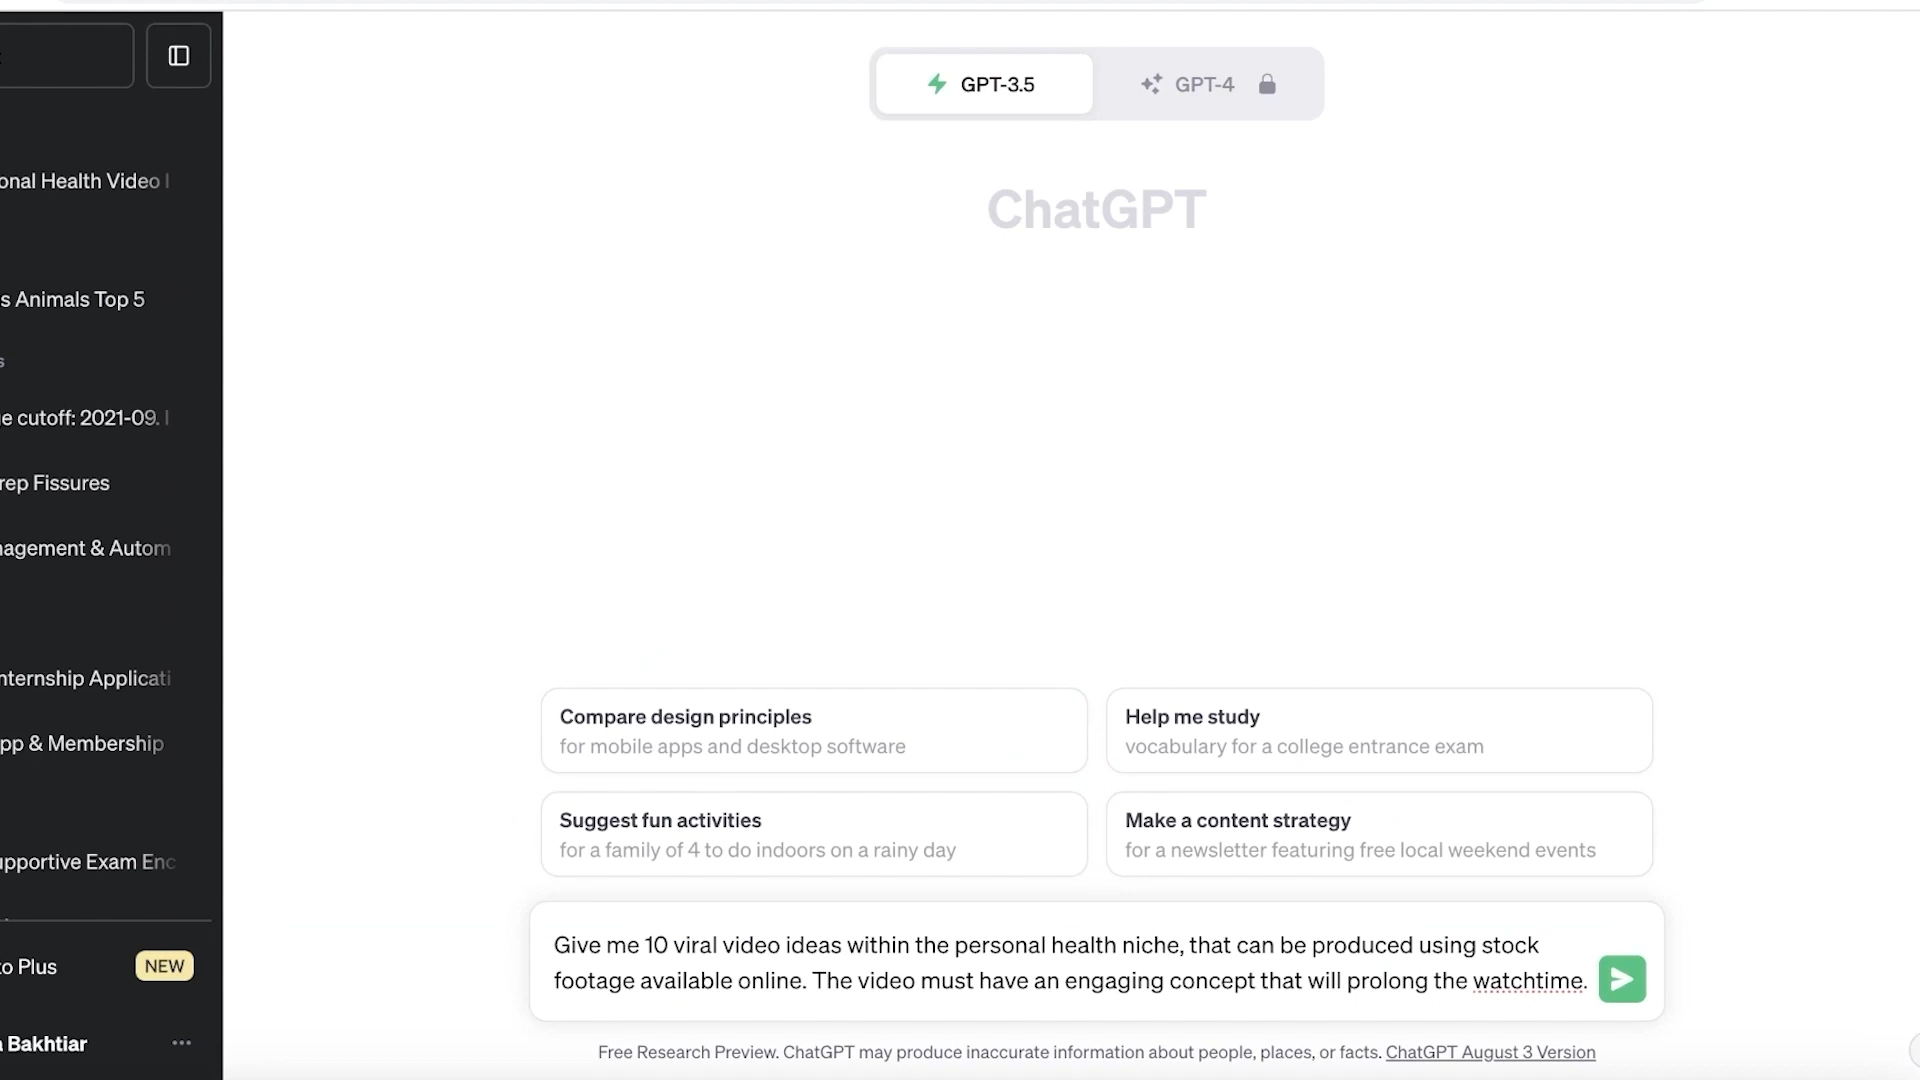 GPT-3.5
GPT-4
ChatGPT
onal Health Video
s Animals Top 5
s
e cutoff: 2021-09.
rep Fissures
nagement & Autom
nternship Applicati
pp & Membership
upportive Exam Enc
to Plus
NEW
Bakhtiar
Compare design principles
for mobile apps and desktop software
Help me study
vocabulary for a college entrance exam
Suggest fun activities
for a family of 4 to do indoors on a rainy day
Make a content strategy
for a newsletter featuring free local weekend events
Give me 10 viral video ideas within the personal health niche, that can be produced using stock
footage available online. The video must have an engaging concept that will prolong the watchtime.
Free Research Preview. ChatGPT may produce inaccurate information about people, places, or facts. ChatGPT August 3 Version